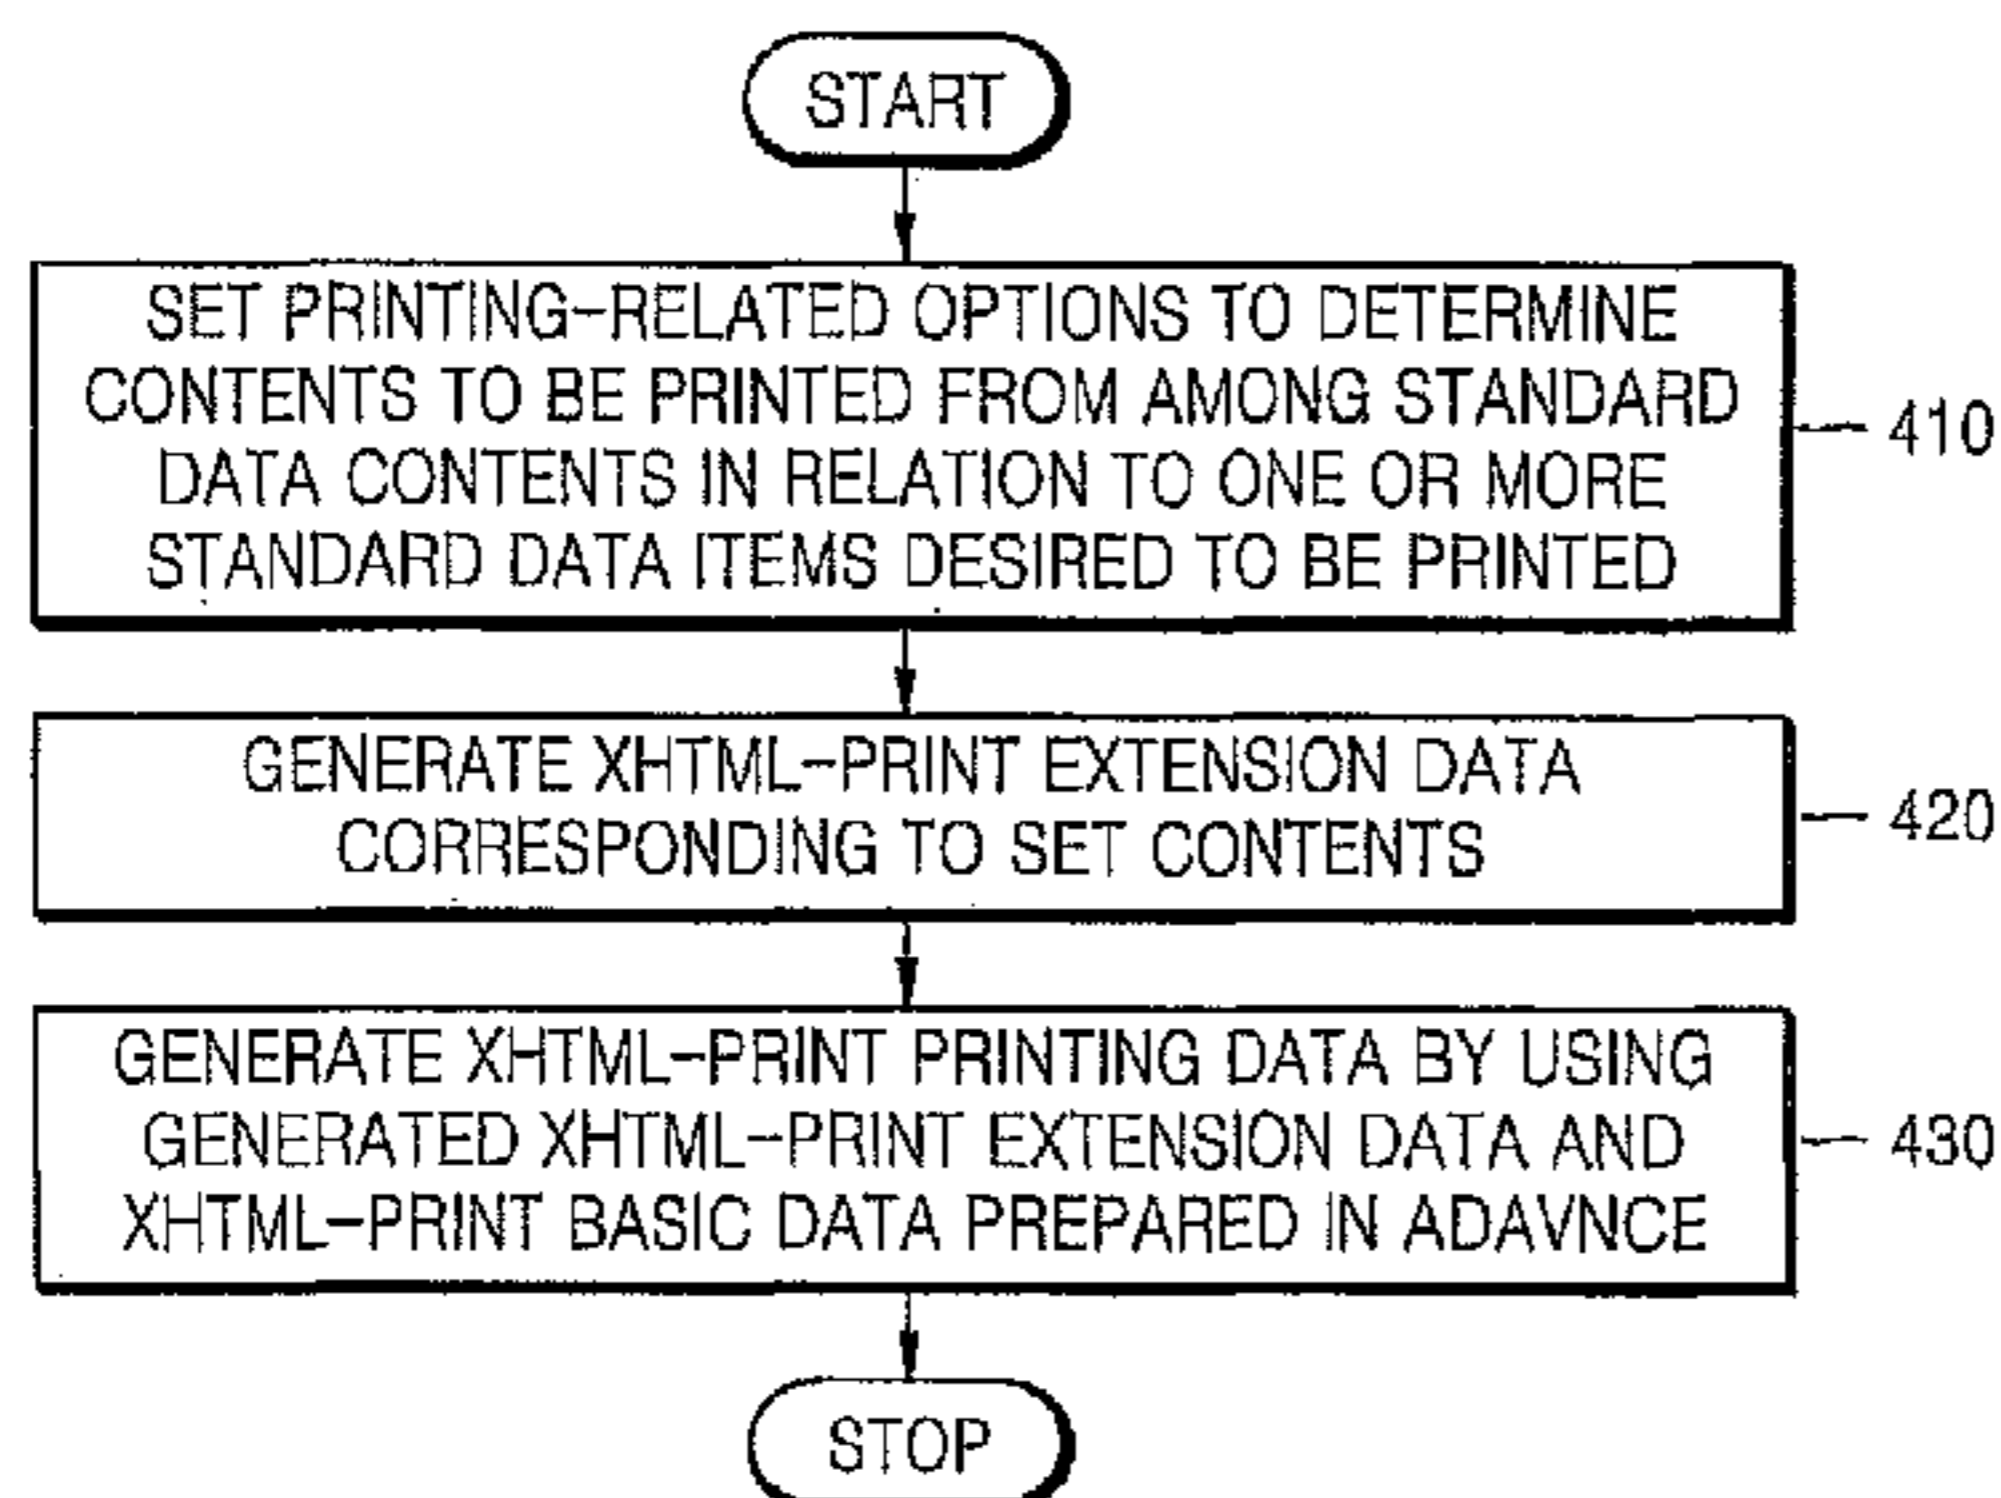 START
SET PRINTING-RELATED OPTIONS TO DETERMINE
CONTENTS TO BE PRINTED FROM AMONG STANDARD
DATA CONTENTS IN RELATION TO ONE OR MORE
STANDARD DATA ITEMS DESIRED TO BE PRINTED
410
GENERATE XHTML-PRINT EXTENSION DATA
CORRESPONDING TO SET CONTENTS
420
GENERATE XHTML-PRINT PRINTING DATA BY USING
GENERATED XHTML-PRINT EXTENSION DATA AND
XHTML-PRINT BASIC DATA PREPARED IN ADAVNCE
430
STOP